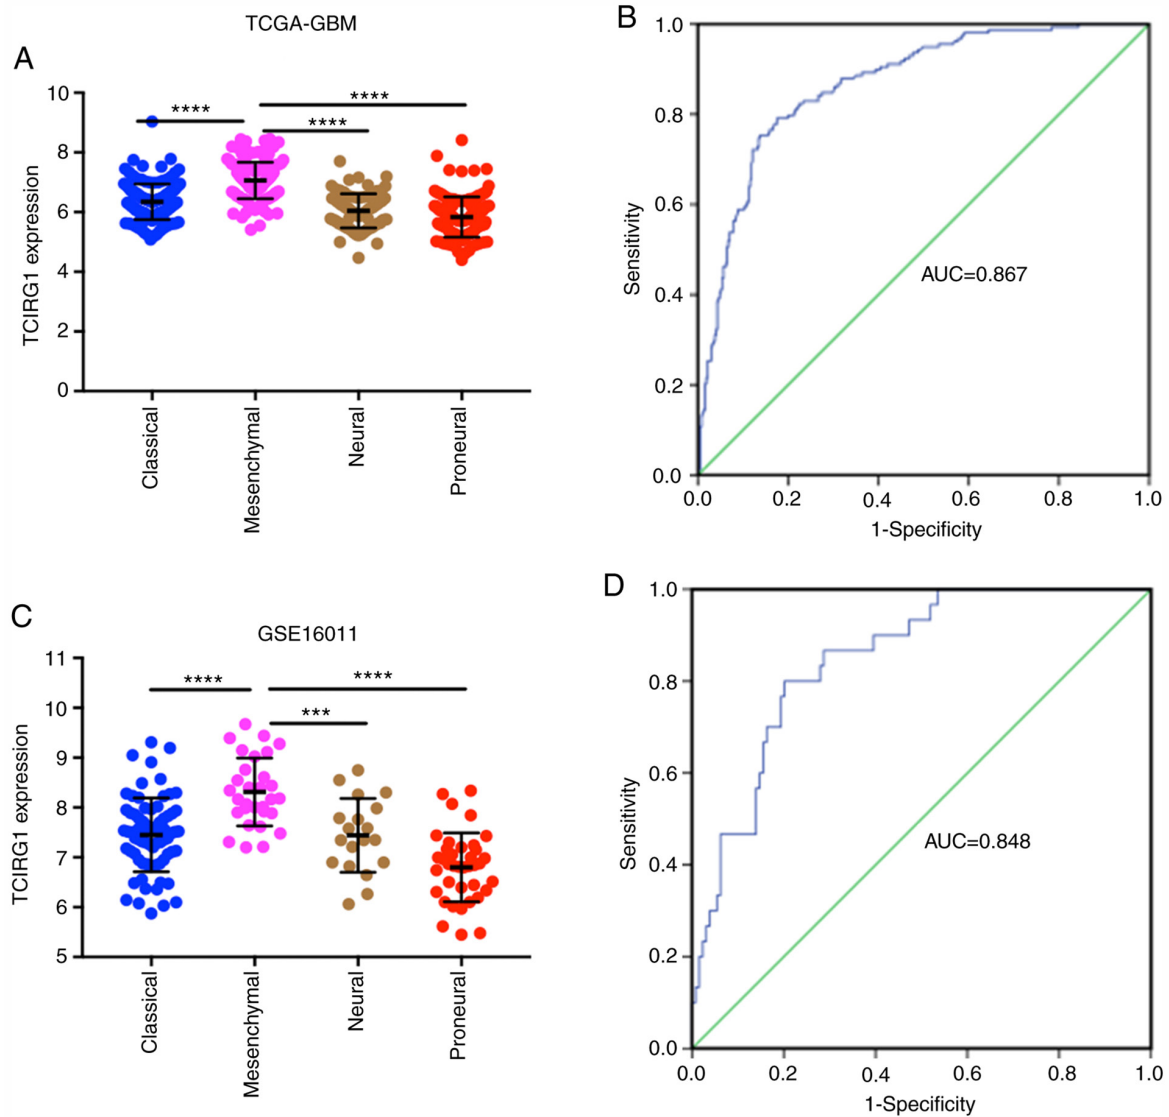 TCGA-GBM
A
TCIRG1 expression
10
8
6
4
2
0
****
****
****
Classical
Mesenchymal
Neural
Proneural
B
Sensitivity
1.0
0.8
0.6
0.4
0.2
0.0
AUC=0.867
0.0 0.2 0.4 0.6 0.8 1.0
1-Specificity
C
GSE16011
TCIRG1 expression
11
10
9
8
7
6
5
****
****
***
Classical
Mesenchymal
Neural
Proneural
D
Sensitivity
1.0
0.8
0.6
0.4
0.2
0.0
AUC=0.848
0.0 0.2 0.4 0.6 0.8 1.0
1-Specificity